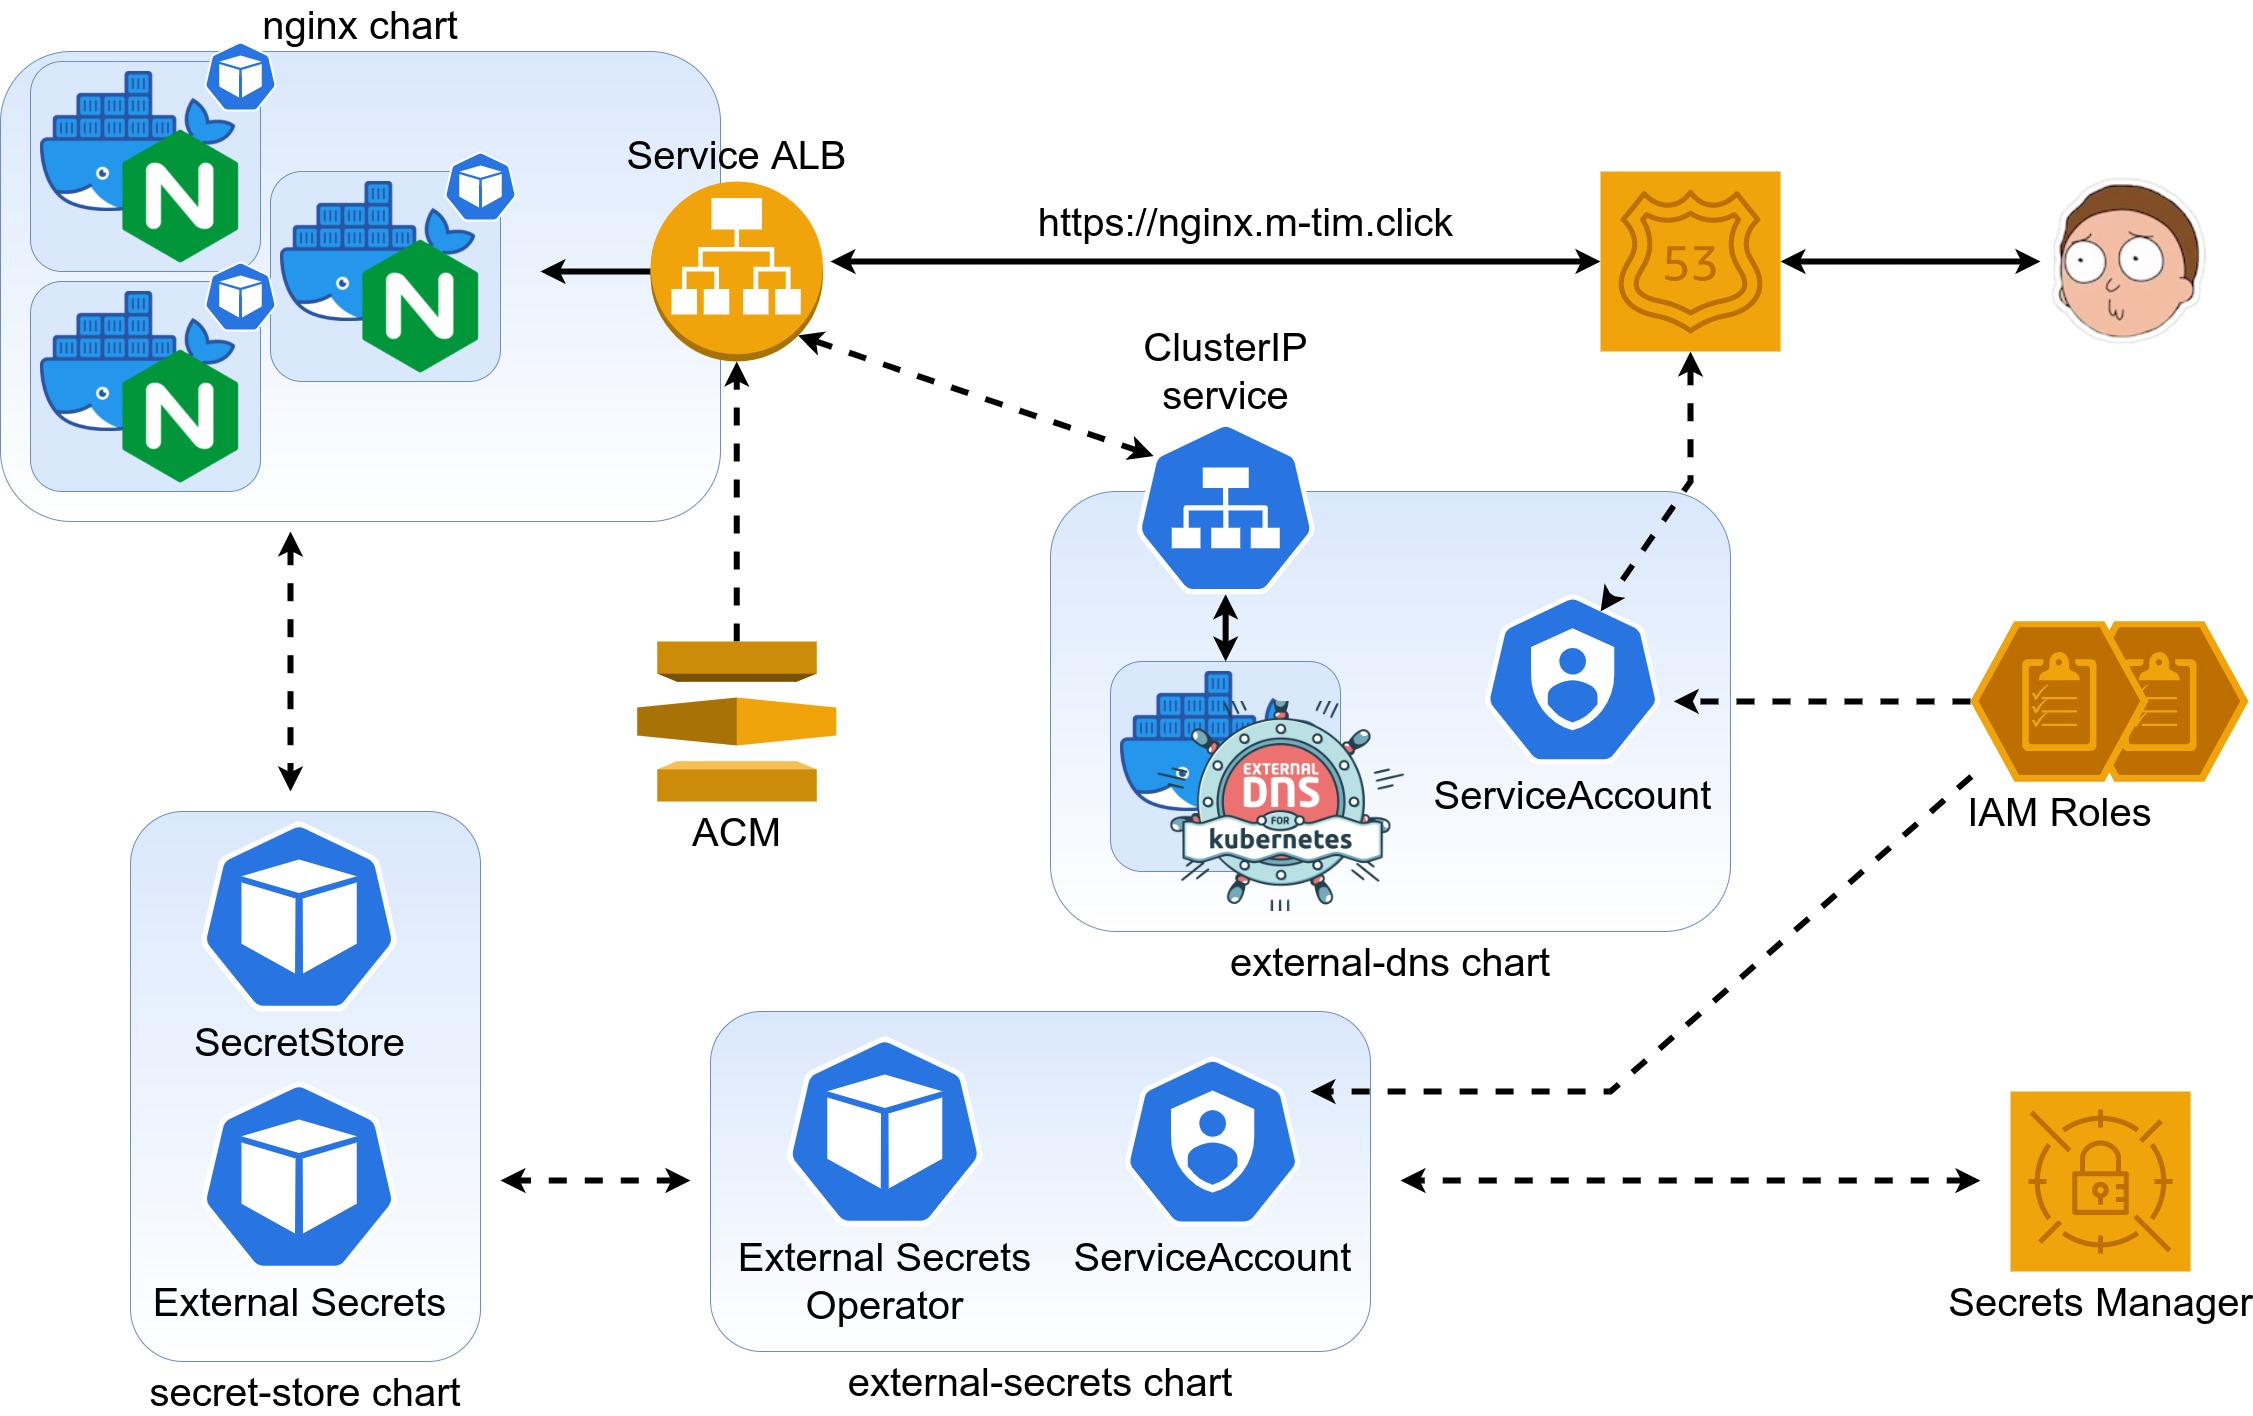 nginx chart
Service ALB
https://nginx.m-tim.click
53
ClusterIP
service
N
N
N
EXTERNAL
DNS
FOR
kubernetes
ServiceAccount
IAM Roles
ACM
external-dns chart
SecretStore
External Secrets
secret-store chart
External Secrets
Operator
ServiceAccount
external-secrets chart
Secrets Manager